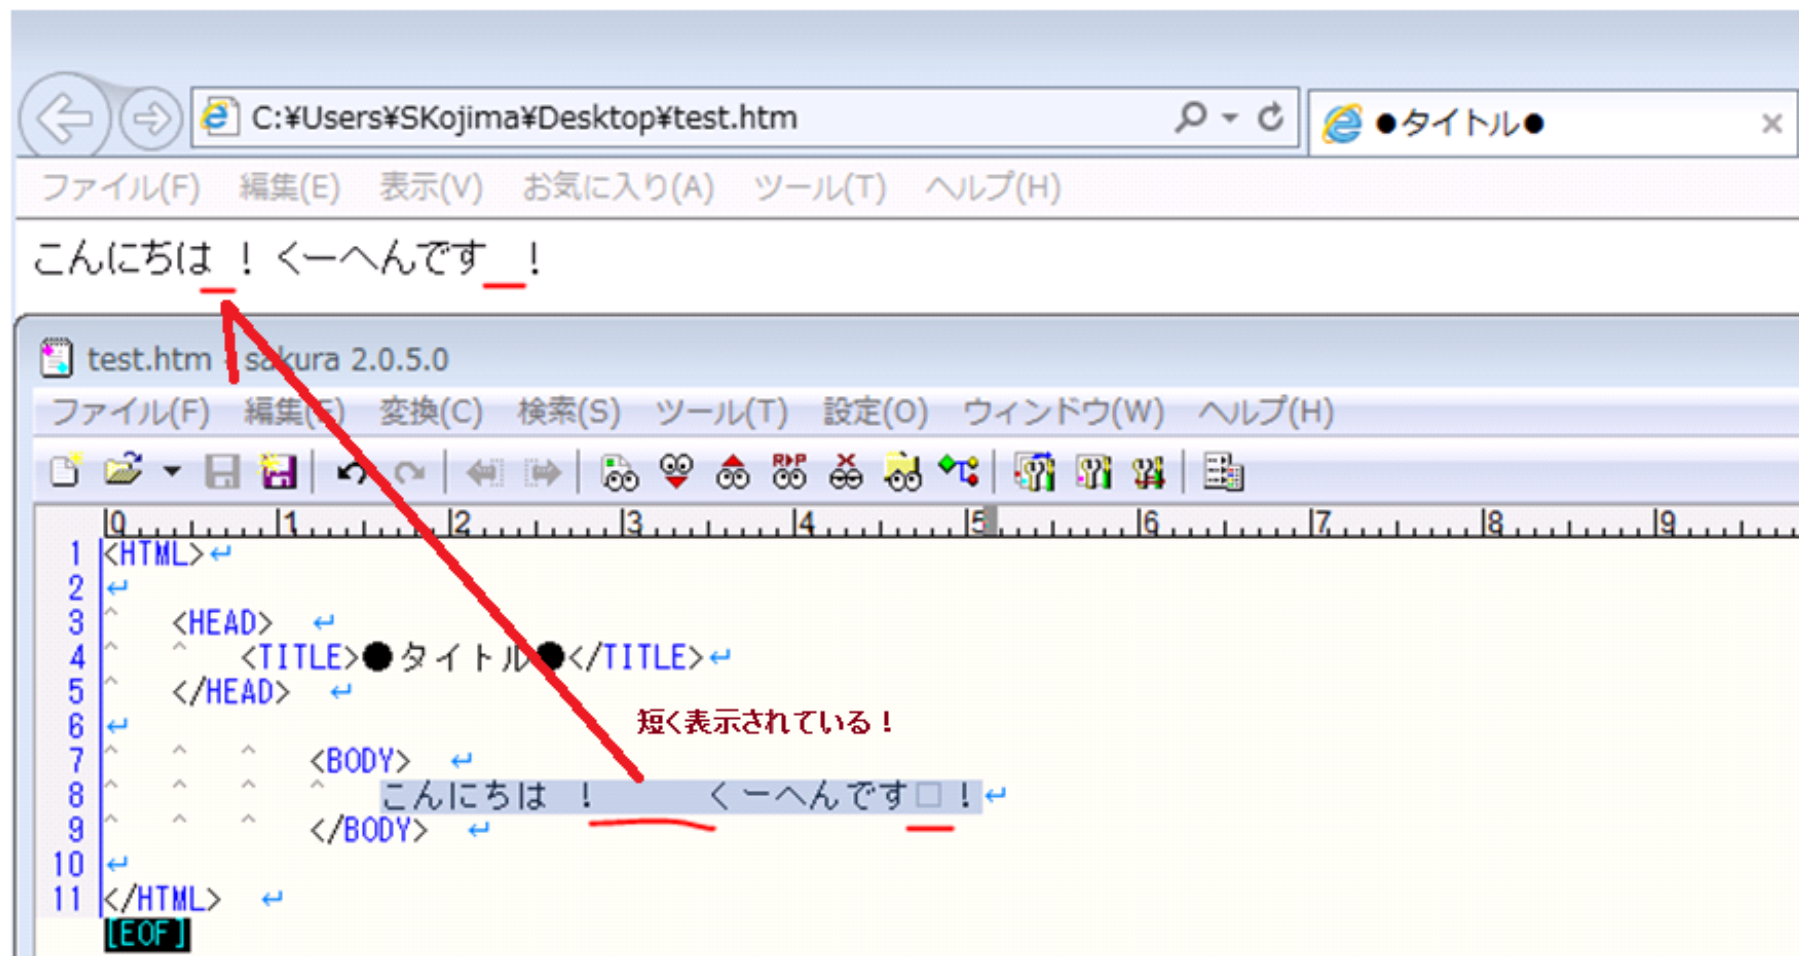 C:¥Users¥SKojima¥Desktop¥test.htm
●タイトル●
ファイル(F) 編集(E) 表示(V) お気に入り(A) ツール(T) ヘルプ(H)
こんにちは ！くーへんです　！
test.htm - sakura 2.0.5.0
ファイル(F) 編集(E) 変換(C) 検索(S) ツール(T) 設定(O) ウィンドウ(W) ヘルプ(H)
0 1 2 3 4 5 6 7 8 9
1 <HTML>↵
2 ↵
3 ^ <HEAD> ↵
4 ^ ^ <TITLE>●タイトル●</TITLE>↵
5 ^ </HEAD> ↵
6 ↵
短く表示されている！
7 ^ ^ ^ <BODY> ↵
8 ^ ^ ^ ^ こんにちは ！ くーへんです□！↵
9 ^ ^ ^ </BODY> ↵
10 ↵
11 </HTML> ↵
[EOF]